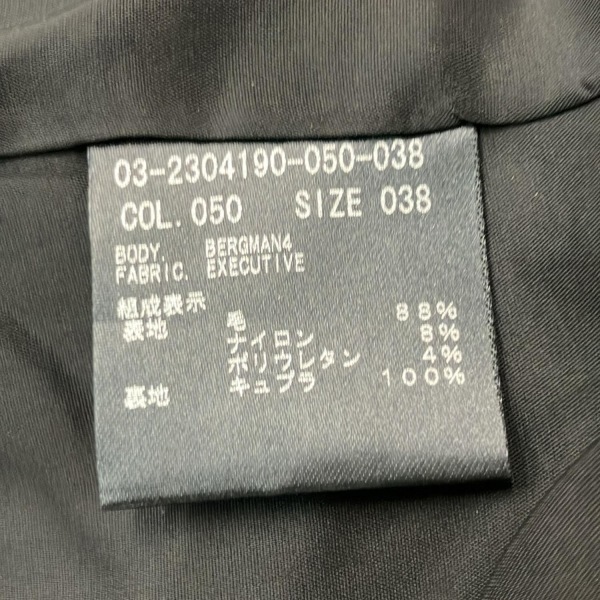 03-2304190-050-038
COL. 050 SIZE 038
BODY. BERGMAN4
FABRIC. EXECUTIVE
組成表示
表地 毛 88%
ナイロン 8%
ポリウレタン 4%
裏地 キュプラ 100%